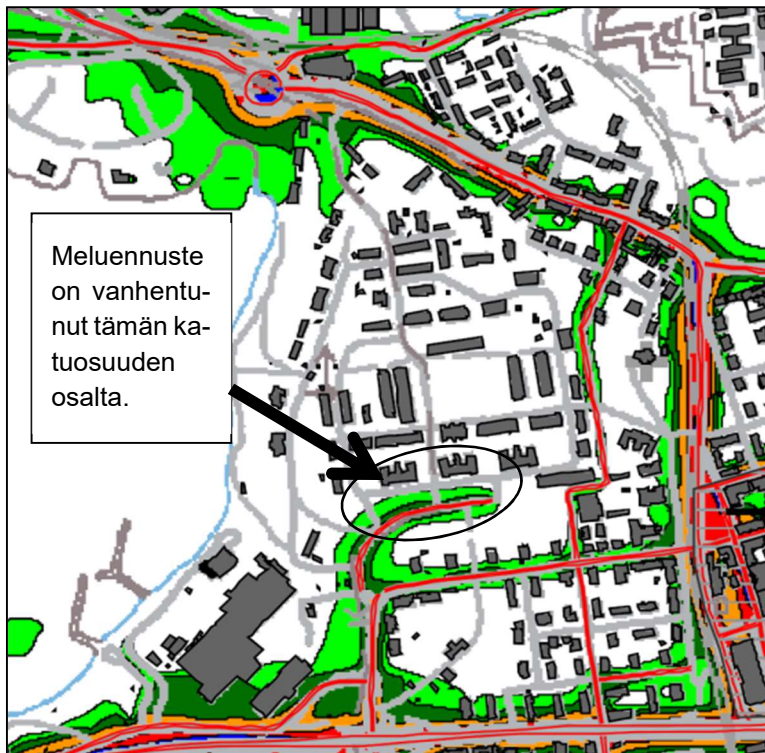 Meluennuste
on vanhentu-
nut tämän ka-
tuosuuden
osalta.